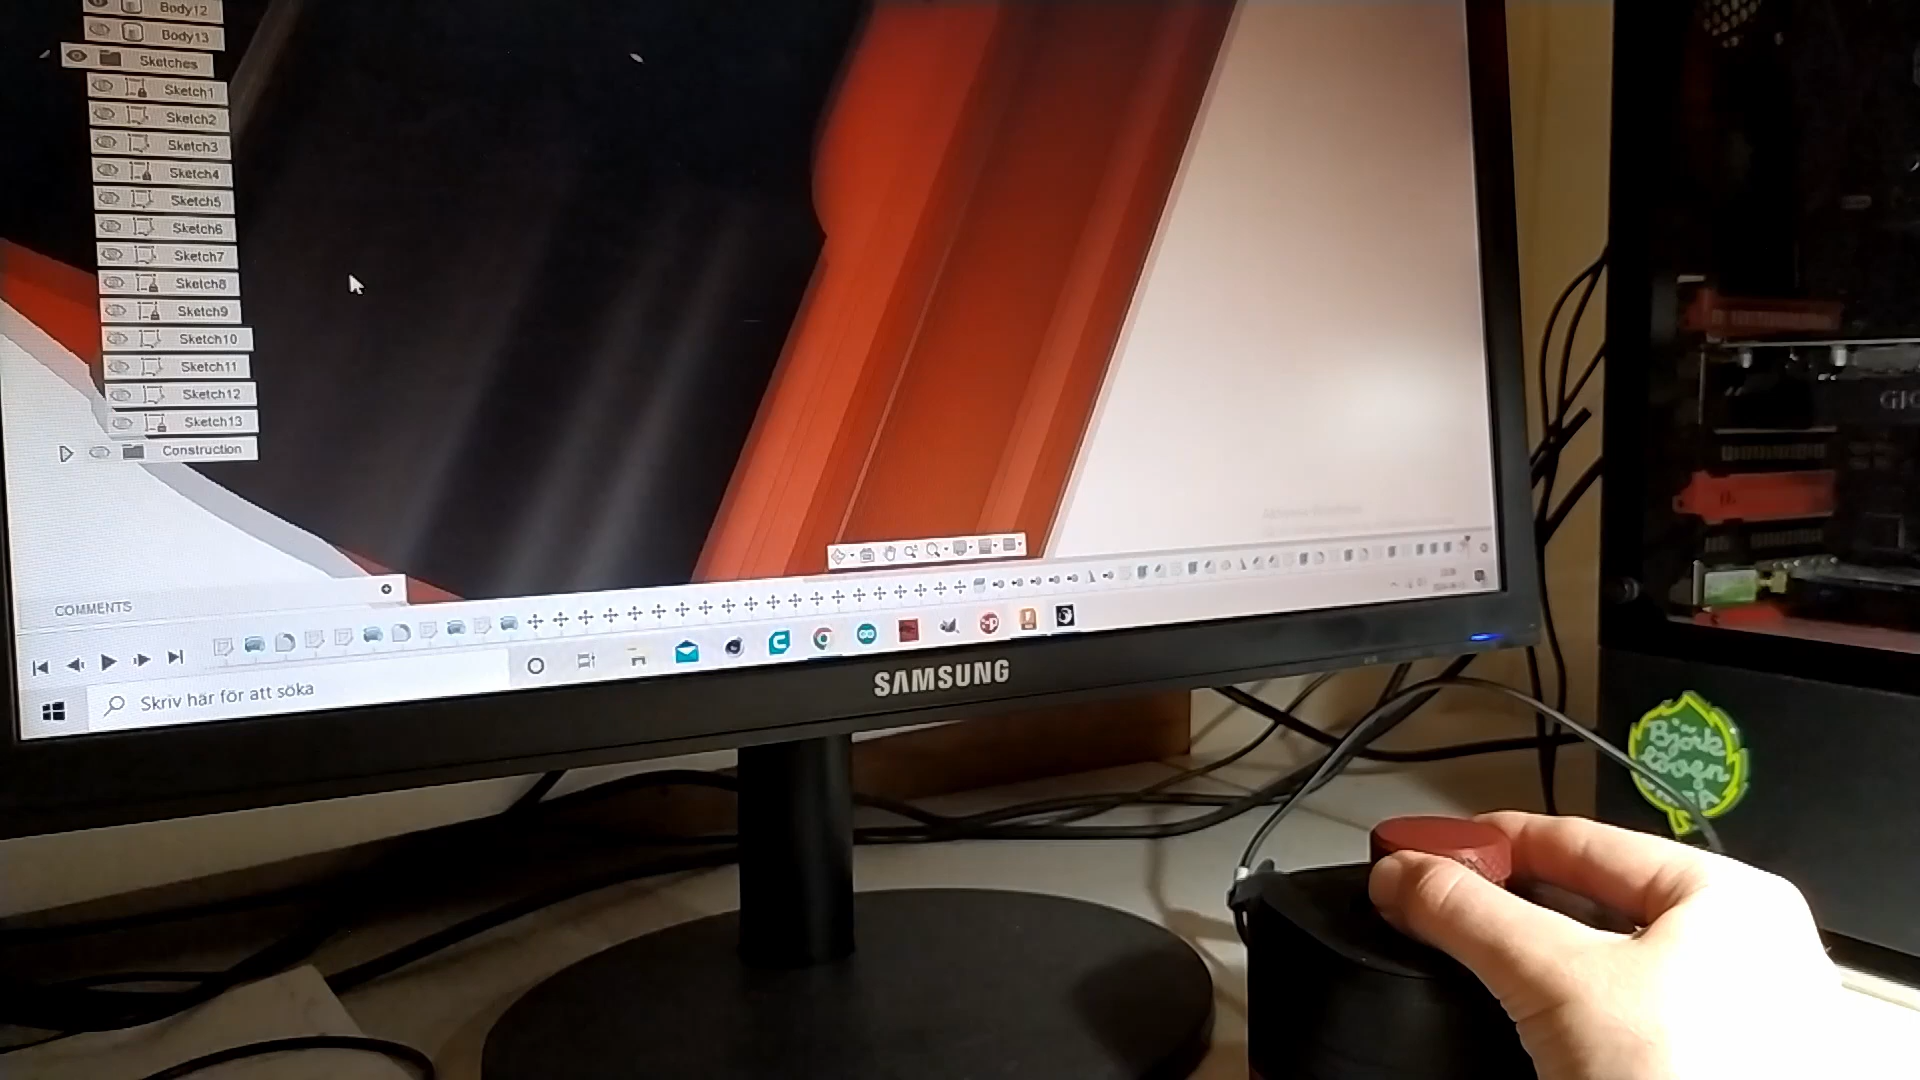 Body12
Body13
Sketches
Sketch1
Sketch2
Sketch3
Sketch4
Sketch5
Sketch6
Sketch7
Sketch8
Sketch9
Sketch10
Sketch11
Sketch12
Sketch13
Construction
COMMENTS
Skriv här för att söka
SAMSUNG
Björk